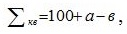 ∑ кв = 100 + а – в ,